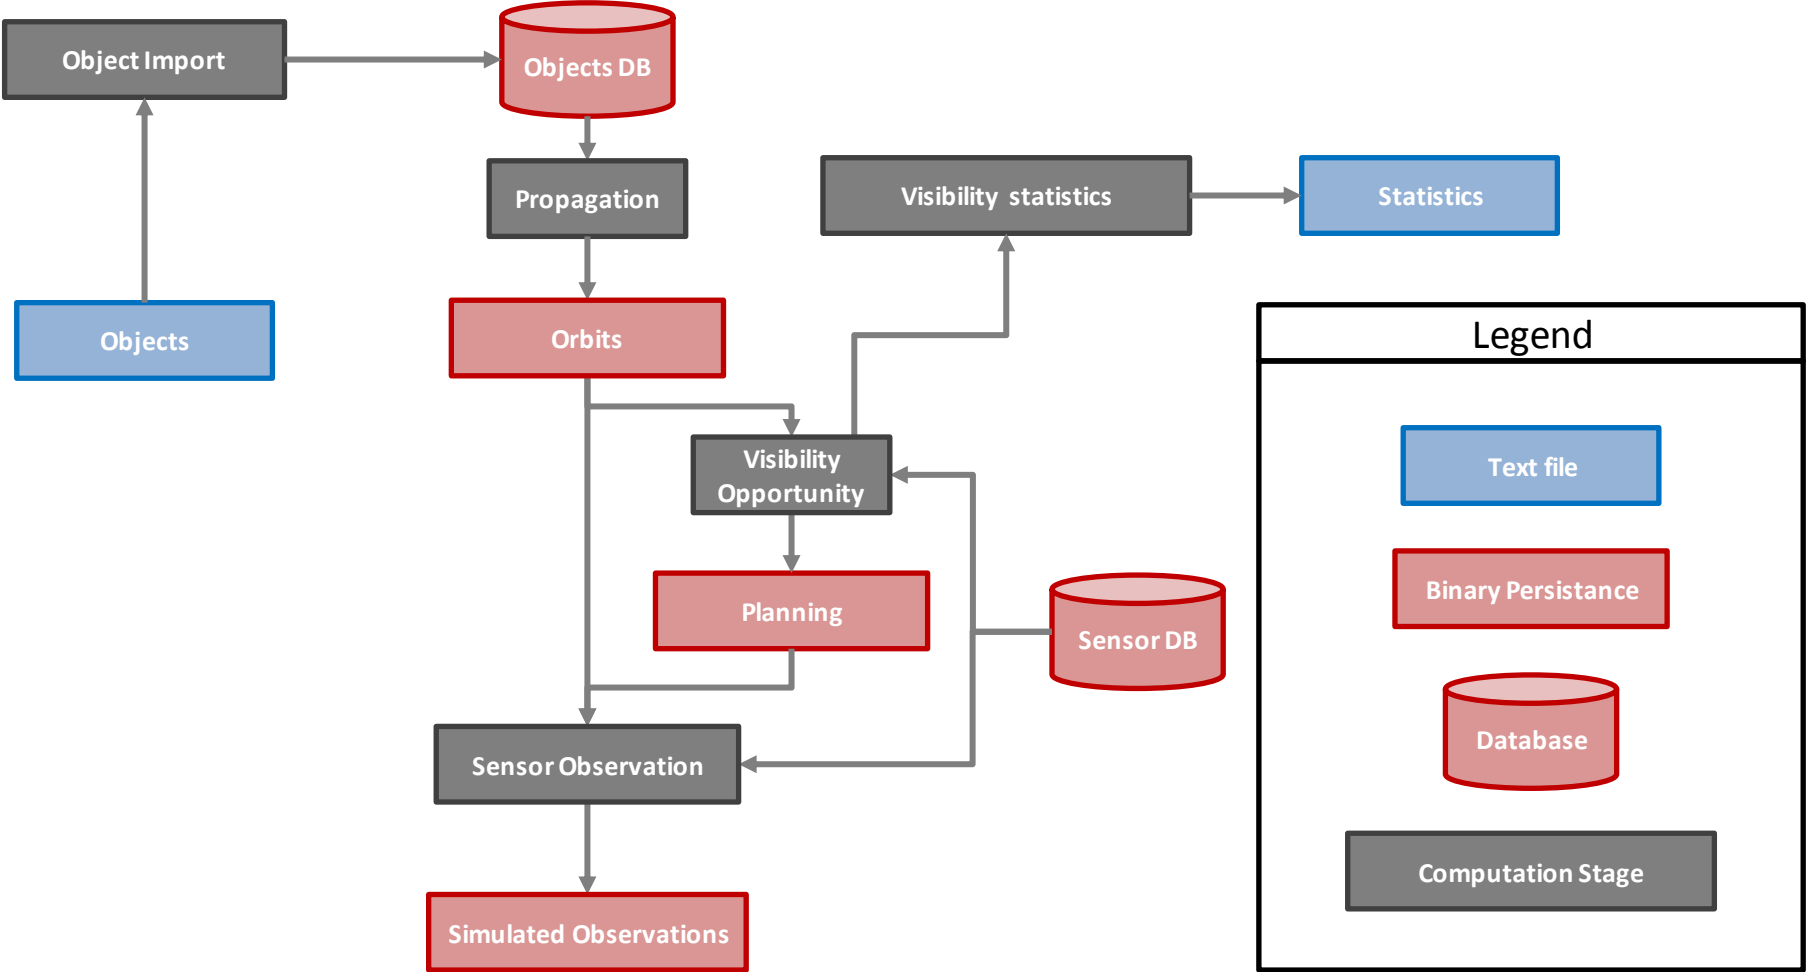 Object Import
Objects DB
Propagation
Visibility statistics
Statistics
Objects
Orbits
Legend
Visibility
Opportunity
Text file
Planning
Binary Persistance
Sensor DB
Sensor Observation
Database
Computation Stage
Simulated Observations